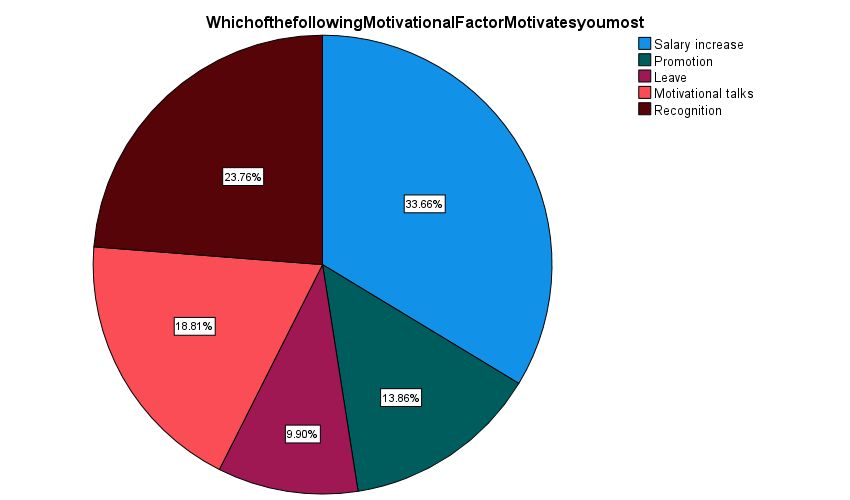 WhichofthefollowingMotivationalFactorMotivatesyoumost
Salary increase
Promotion
Leave
Motivational talks
Recognition
23.76%
33.66%
18.81%
13.86%
9.90%